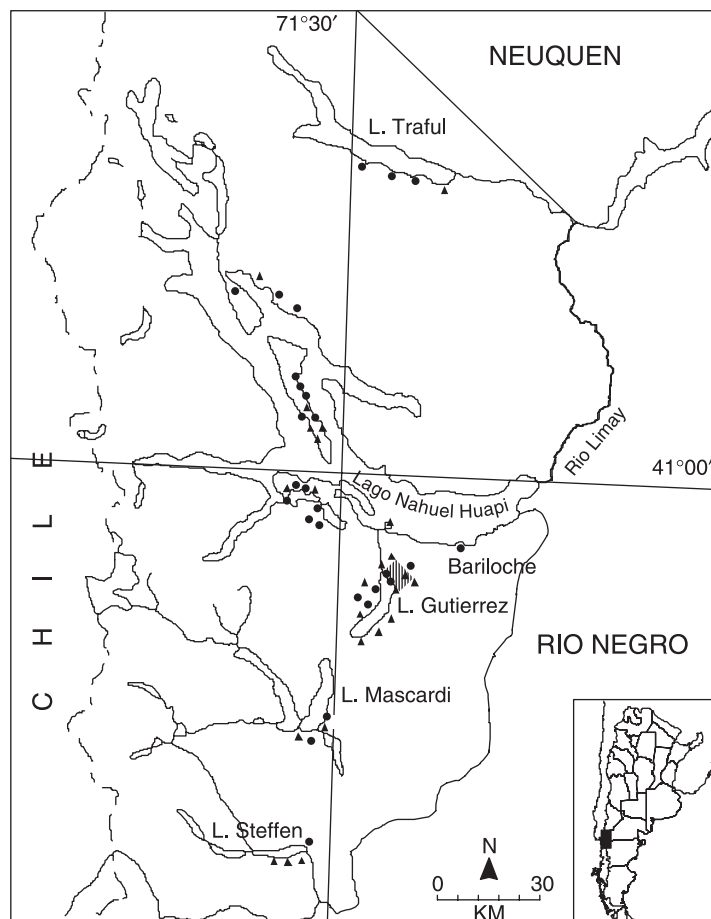 71°30′
NEUQUEN
L. Traful
Rio Limay
41°00′
Lago Nahuel Huapi
Bariloche
L. Gutierrez
CHILE
RIO NEGRO
L. Mascardi
L. Steffen
N
0 30
KM